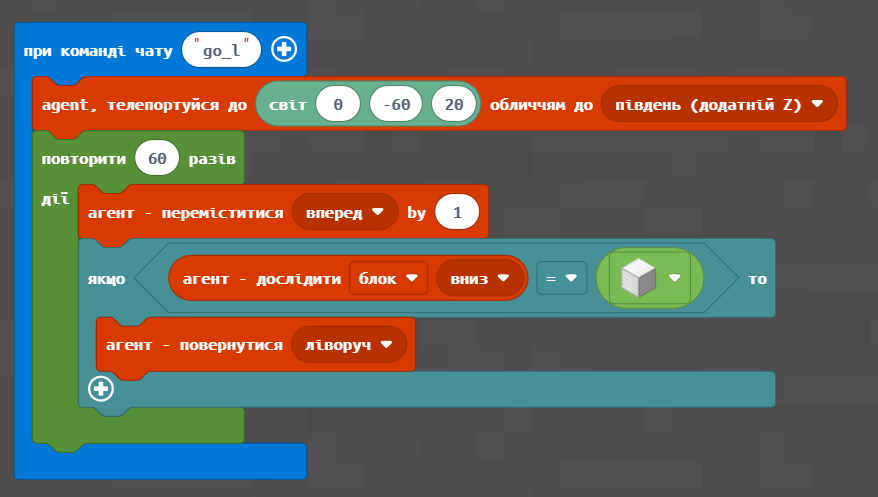 при команді чату "go_l"
agent, телепортуйся до світ 0 -60 20 обличчям до південь (додатній Z)
повторити 60 разів
дії
агент - переміститися вперед by 1
якщо агент - дослідити блок вниз = то
агент - повернутися ліворуч